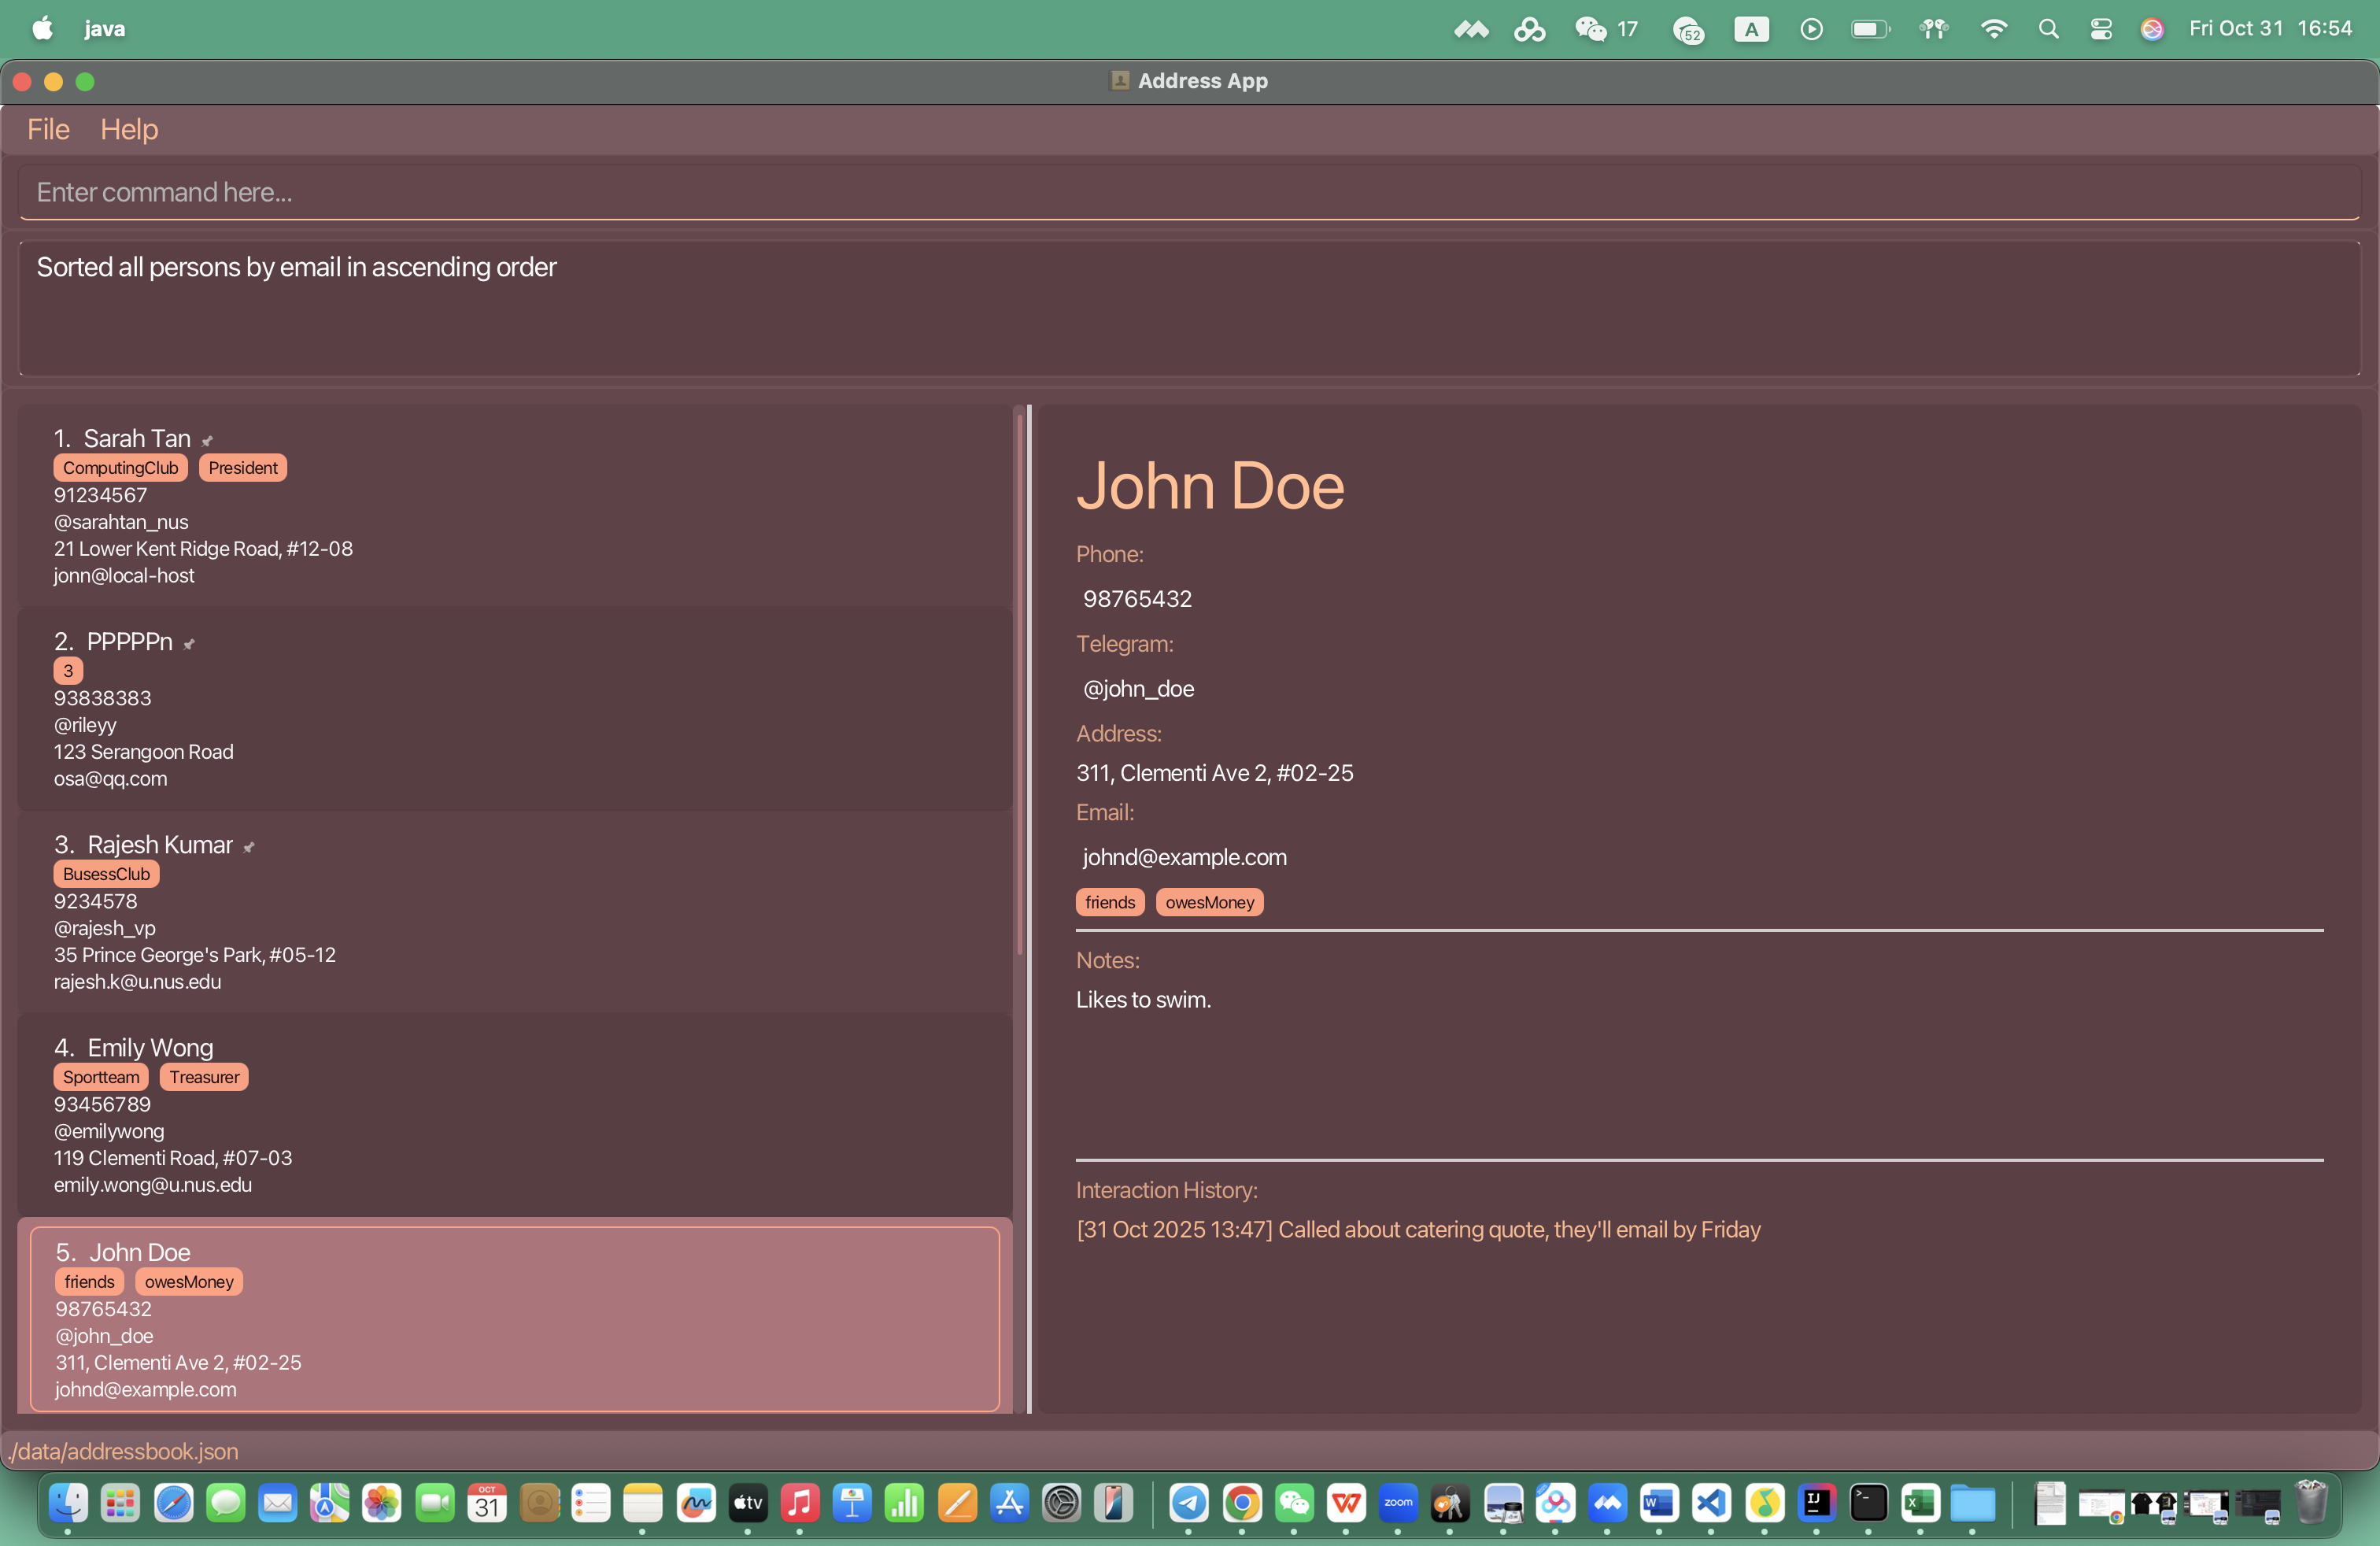 java
17
52
A
Fri Oct 31 16:54
Address App
File Help
Enter command here...
Sorted all persons by email in ascending order
1. Sarah Tan
ComputingClub President
91234567
@sarahtan_nus
21 Lower Kent Ridge Road, #12-08
jonn@local-host
2. PPPPPn
3
93838383
@rileyy
123 Serangoon Road
osa@qq.com
3. Rajesh Kumar
BusessClub
9234578
@rajesh_vp
35 Prince George's Park, #05-12
rajesh.k@u.nus.edu
4. Emily Wong
Sportteam Treasurer
93456789
@emilywong
119 Clementi Road, #07-03
emily.wong@u.nus.edu
5. John Doe
friends owesMoney
98765432
@john_doe
311, Clementi Ave 2, #02-25
johnd@example.com
John Doe
Phone:
98765432
Telegram:
@john_doe
Address:
311, Clementi Ave 2, #02-25
Email:
johnd@example.com
friends owesMoney
Notes:
Likes to swim.
Interaction History:
[31 Oct 2025 13:47] Called about catering quote, they'll email by Friday
./data/addressbook.json
OCT
31
tv
zoom
W
IJ
X